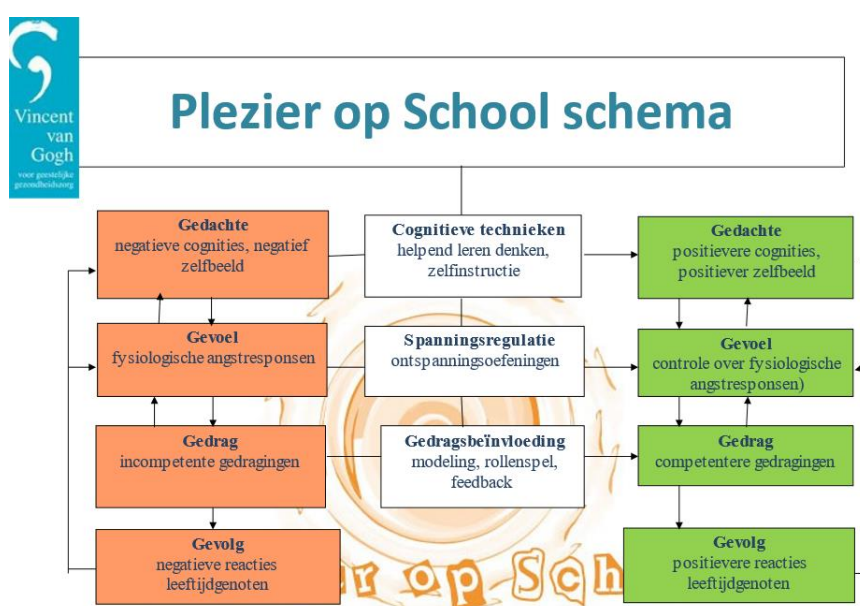 Vincent
van
Gogh
voor geestelijke
gezondheidszorg
Plezier op School schema
Gedachte
negatieve cognities, negatief
zelfbeeld
Cognitieve technieken
helpend leren denken,
zelfinstructie
Gedachte
positievere cognities,
positiever zelfbeeld
Gevoel
fysiologische angstresponsen
Spanningsregulatie
ontspanningsoefeningen
Gevoel
controle over fysiologische
angstresponsen)
Gedrag
incompetente gedragingen
Gedragsbeïnvloeding
modeling, rollenspel,
feedback
Gedrag
competentere gedragingen
Gevolg
negatieve reacties
leeftijdgenoten
Gevolg
positievere reacties
leeftijdgenoten
op Sch